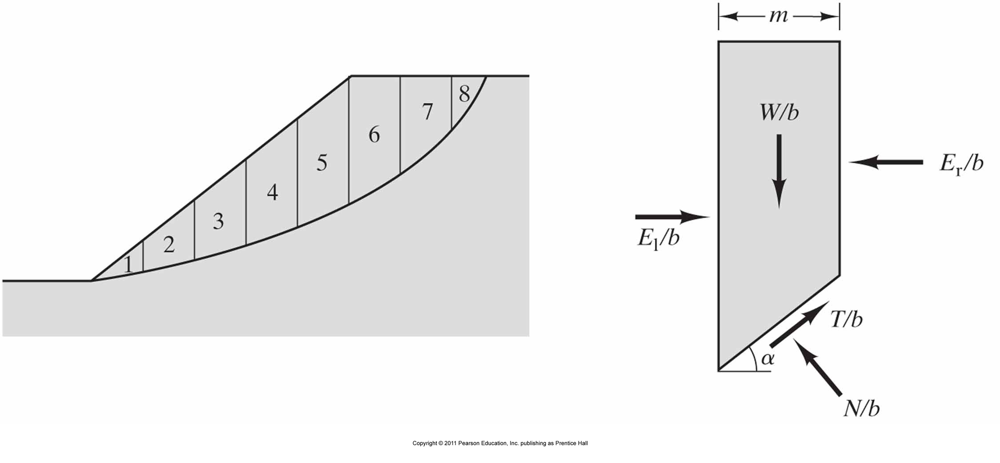 1
2
3
4
5
6
7
8
m
W/b
E_r/b
E_l/b
T/b
α
N/b
Copyright © 2011 Pearson Education, Inc. publishing as Prentice Hall